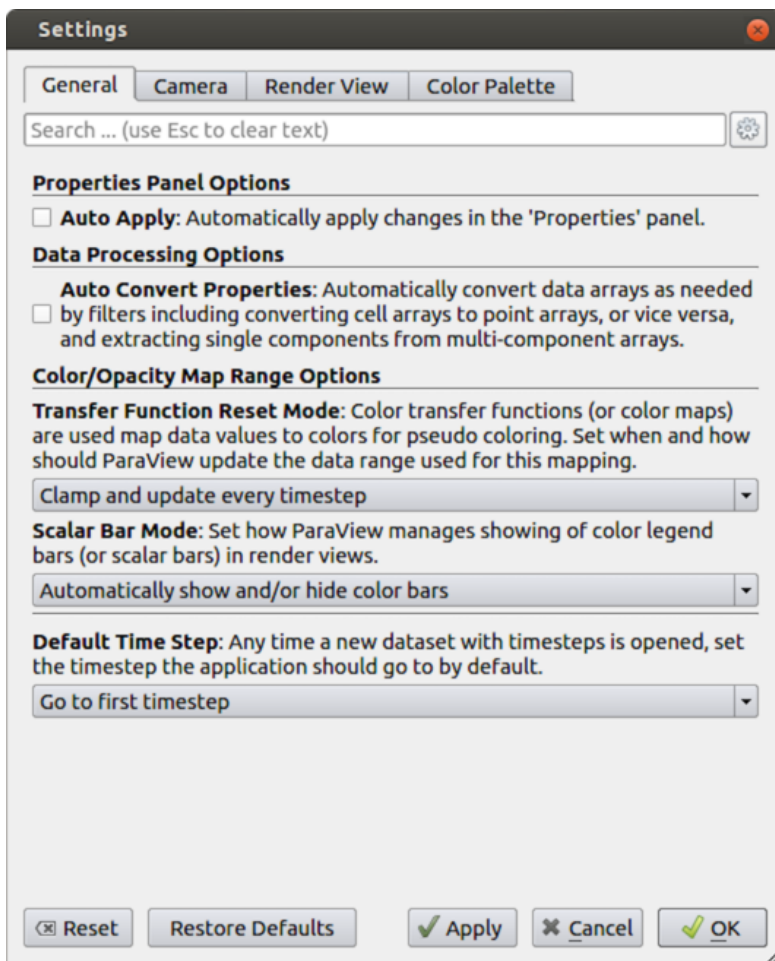 Settings
General Camera Render View Color Palette
Search ... (use Esc to clear text)
Properties Panel Options
Auto Apply: Automatically apply changes in the 'Properties' panel.
Data Processing Options
Auto Convert Properties: Automatically convert data arrays as needed
by filters including converting cell arrays to point arrays, or vice versa,
and extracting single components from multi-component arrays.
Color/Opacity Map Range Options
Transfer Function Reset Mode: Color transfer functions (or color maps)
are used map data values to colors for pseudo coloring. Set when and how
should ParaView update the data range used for this mapping.
Clamp and update every timestep
Scalar Bar Mode: Set how ParaView manages showing of color legend
bars (or scalar bars) in render views.
Automatically show and/or hide color bars
Default Time Step: Any time a new dataset with timesteps is opened, set
the timestep the application should go to by default.
Go to first timestep
Reset Restore Defaults Apply Cancel OK